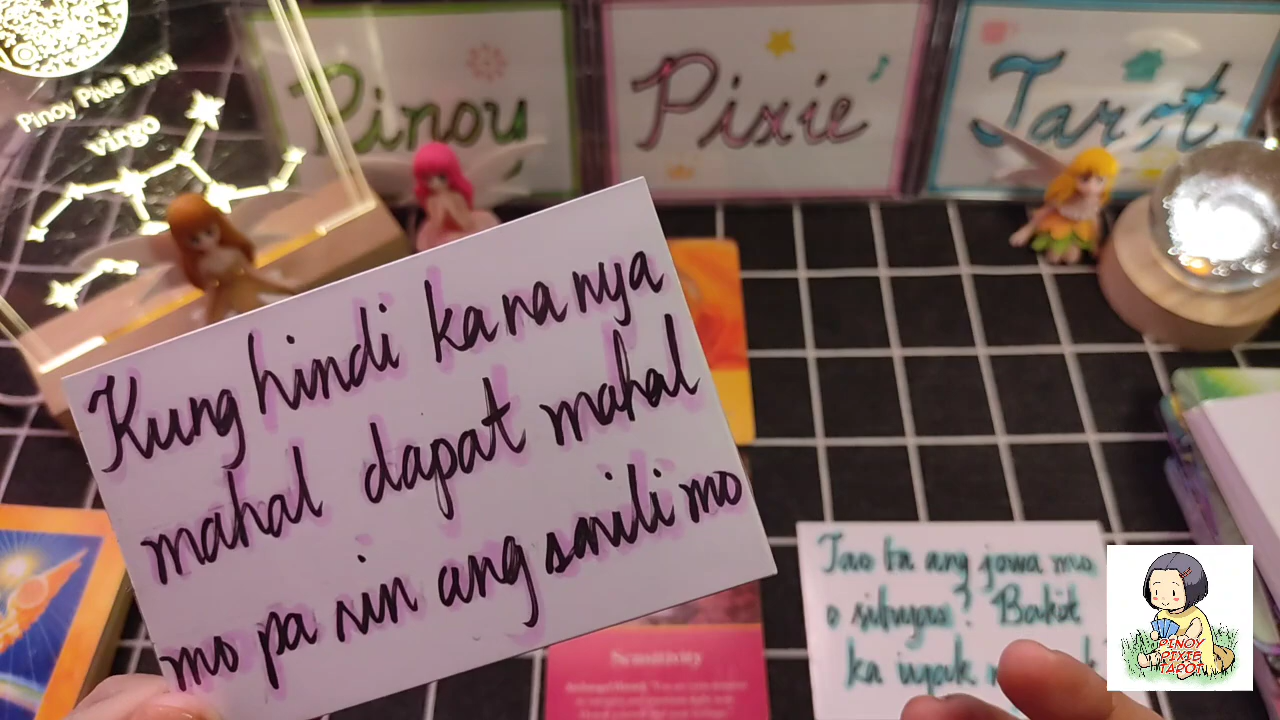 Pinoy Pixie Tarot
virgo
Pinoy
Pixie
Tarot
Kung hindi ka na nya
mahal dapat mahal
mo pa rin ang sarili mo
Sensitivity
Tao ba ang jowa mo
o sibuyas? Bakit
ka iyak
PINOY
PIXIE
TAROT